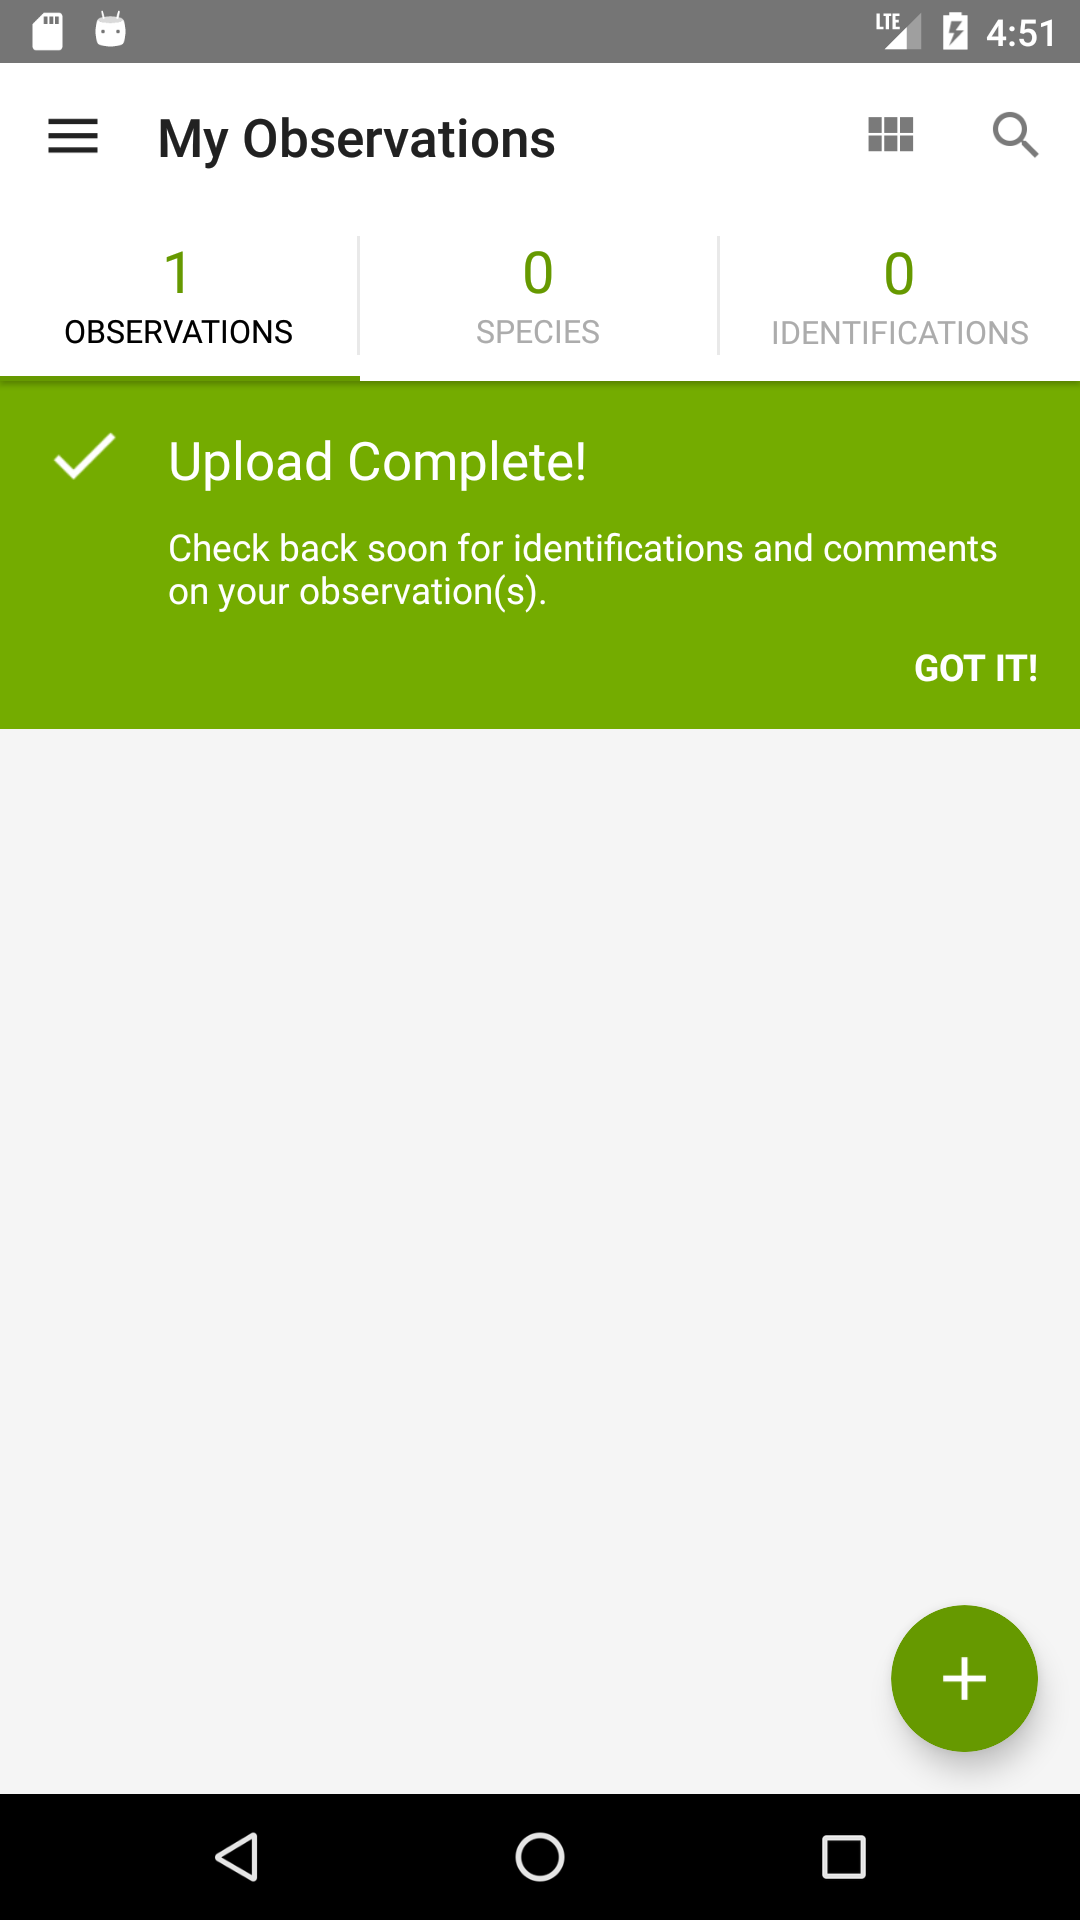 LTE 4:51
My Observations
1 0 0
OBSERVATIONS SPECIES IDENTIFICATIONS
Upload Complete!
Check back soon for identifications and comments
on your observation(s).
GOT IT!